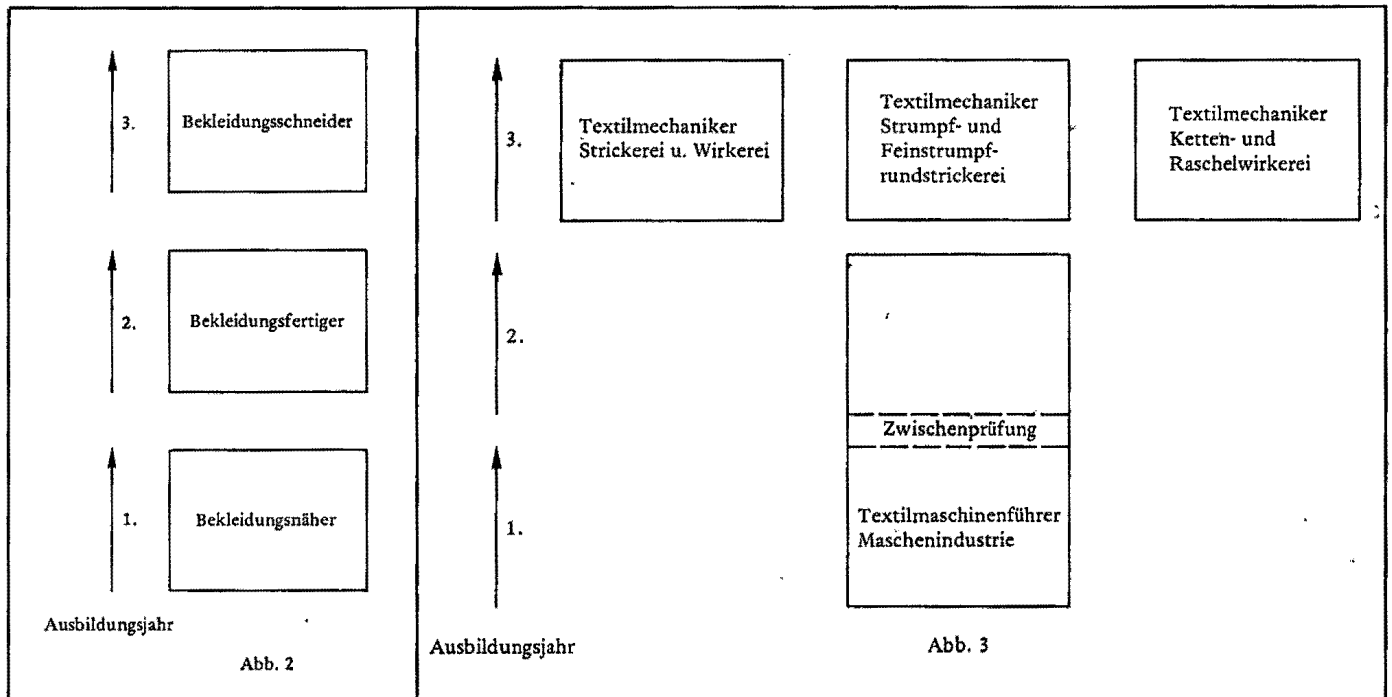 3.
Bekleidungsschneider
2.
Bekleidungsfertiger
1.
Bekleidungsnäher
Ausbildungsjahr
Abb. 2
3.
Textilmechaniker
Strickerei u. Wirkerei
Textilmechaniker
Strumpf- und
Feinstrumpf-
rundstrickerei
Textilmechaniker
Ketten- und
Raschelwirkerei
2.
Zwischenprüfung
1.
Textilmaschinenführer
Maschenindustrie
Ausbildungsjahr
Abb. 3